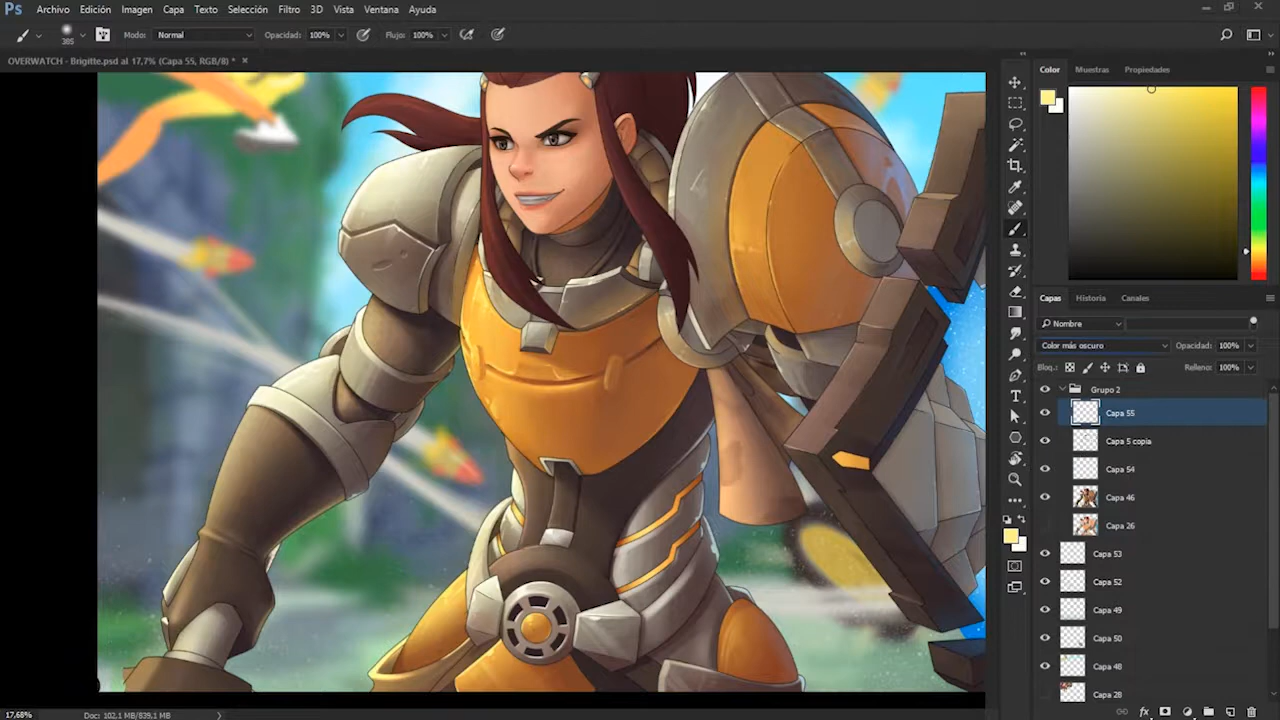 Ps Archivo Edición Imagen Capa Texto Selección Filtro 3D Vista Ventana Ayuda
385 Modo: Normal Opacidad: 100% Flujo: 100%
OVERWATCH - Brigitte.psd al 17,7% (Capa 55, RGB/8) * ×
Color Muestras Propiedades
Capas Historia Canales
Nombre
Color más oscuro Opacidad: 100%
Bloq.: Relleno: 100%
Grupo 2
Capa 55
Capa 5 copia
Capa 54
Capa 46
Capa 26
Capa 53
Capa 52
Capa 49
Capa 50
Capa 48
Capa 28
17,68% Doc: 102,1 MB/839,1 MB